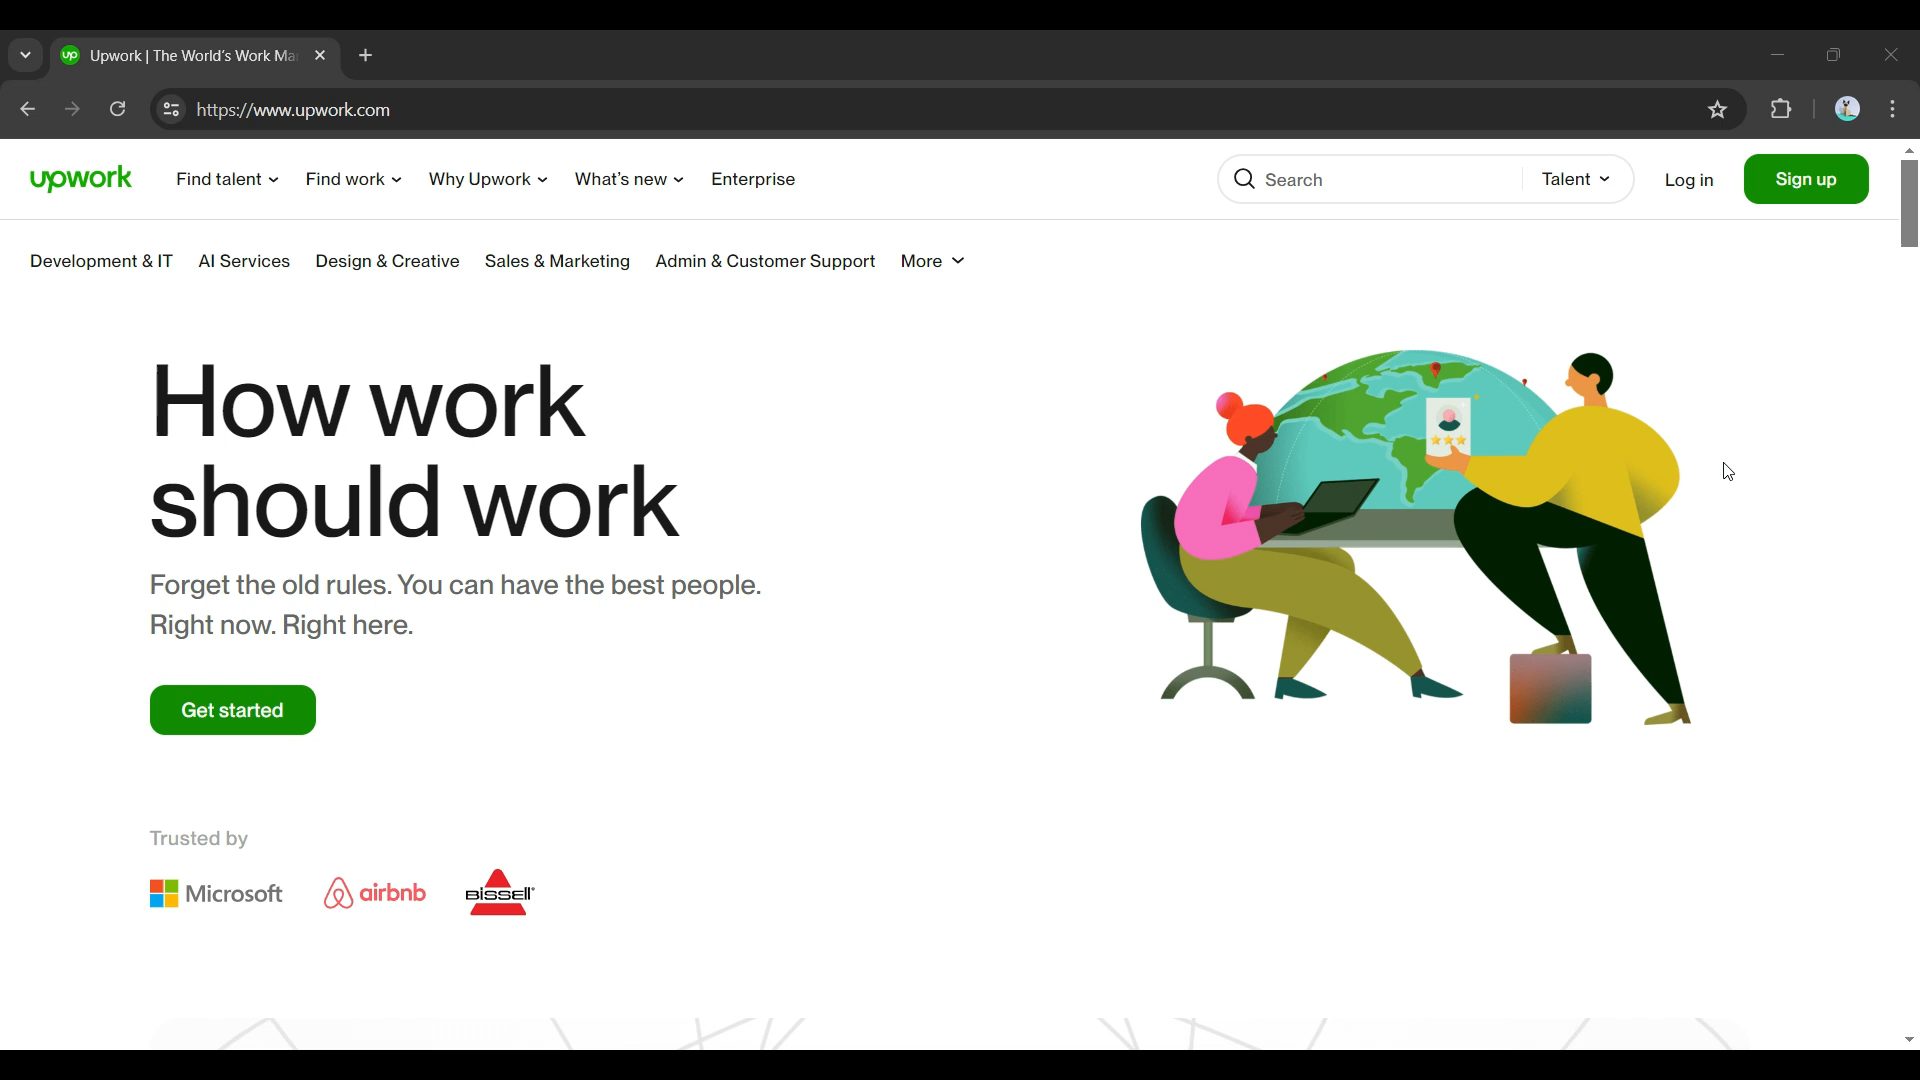 up Upwork | The World's Work Ma
https://www.upwork.com
upwork Find talent Find work Why Upwork What's new Enterprise Search Talent Log in Sign up
Development & IT AI Services Design & Creative Sales & Marketing Admin & Customer Support More
How work
should work
Forget the old rules. You can have the best people.
Right now. Right here.
Get started
Trusted by
Microsoft airbnb BISSELL